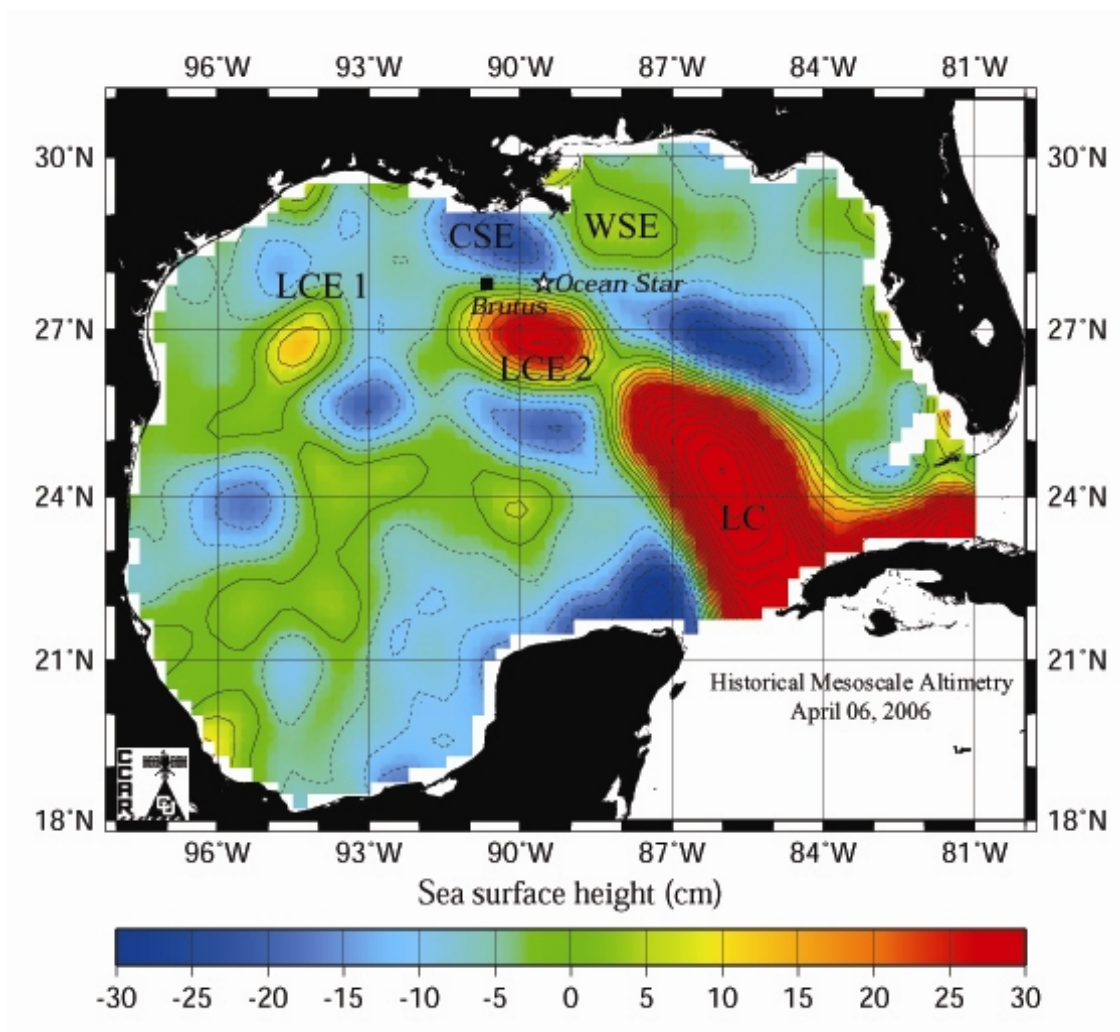 96°W 93°W 90°W 87°W 84°W 81°W
30°N 30°N
WSE
CSE
LCE 1 Ocean Star
Brutus
27°N 27°N
LCE 2
24°N 24°N
LC
21°N 21°N
Historical Mesoscale Altimetry
April 06, 2006
CCAR
CU
18°N 18°N
96°W 93°W 90°W 87°W 84°W 81°W
Sea surface height (cm)
-30 -25 -20 -15 -10 -5 0 5 10 15 20 25 30